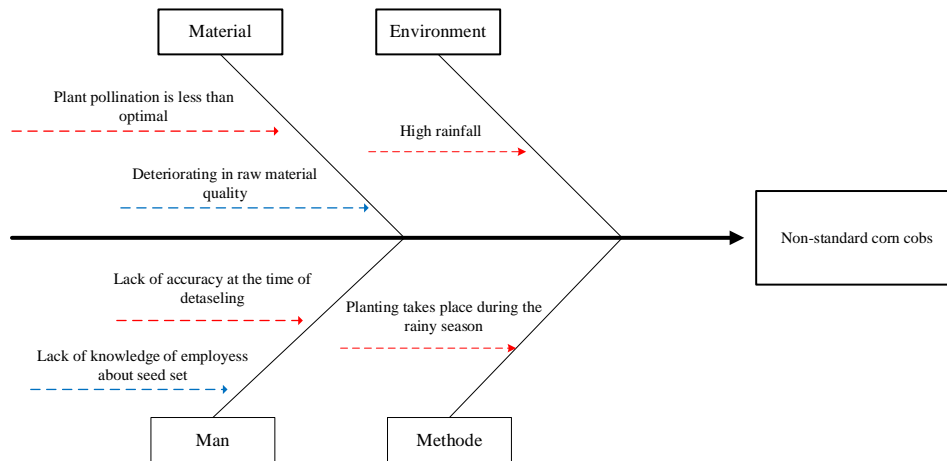 Material
Environment
Plant pollination is less than
optimal
High rainfall
Deteriorating in raw material
quality
Non-standard corn cobs
Lack of accuracy at the time of
detaseling
Planting takes place during the
rainy season
Lack of knowledge of employess
about seed set
Man
Methode